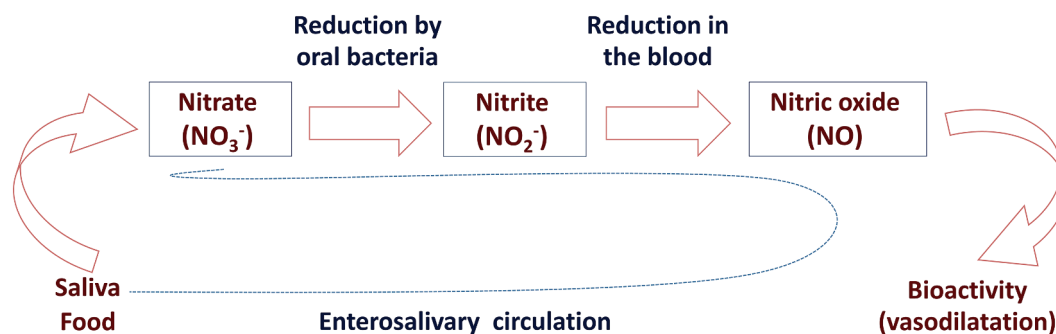 Reduction by
oral bacteria
Reduction in
the blood
Nitrate
(NO₃⁻)
Nitrite
(NO₂⁻)
Nitric oxide
(NO)
Saliva
Food
Enterosalivary circulation
Bioactivity
(vasodilatation)